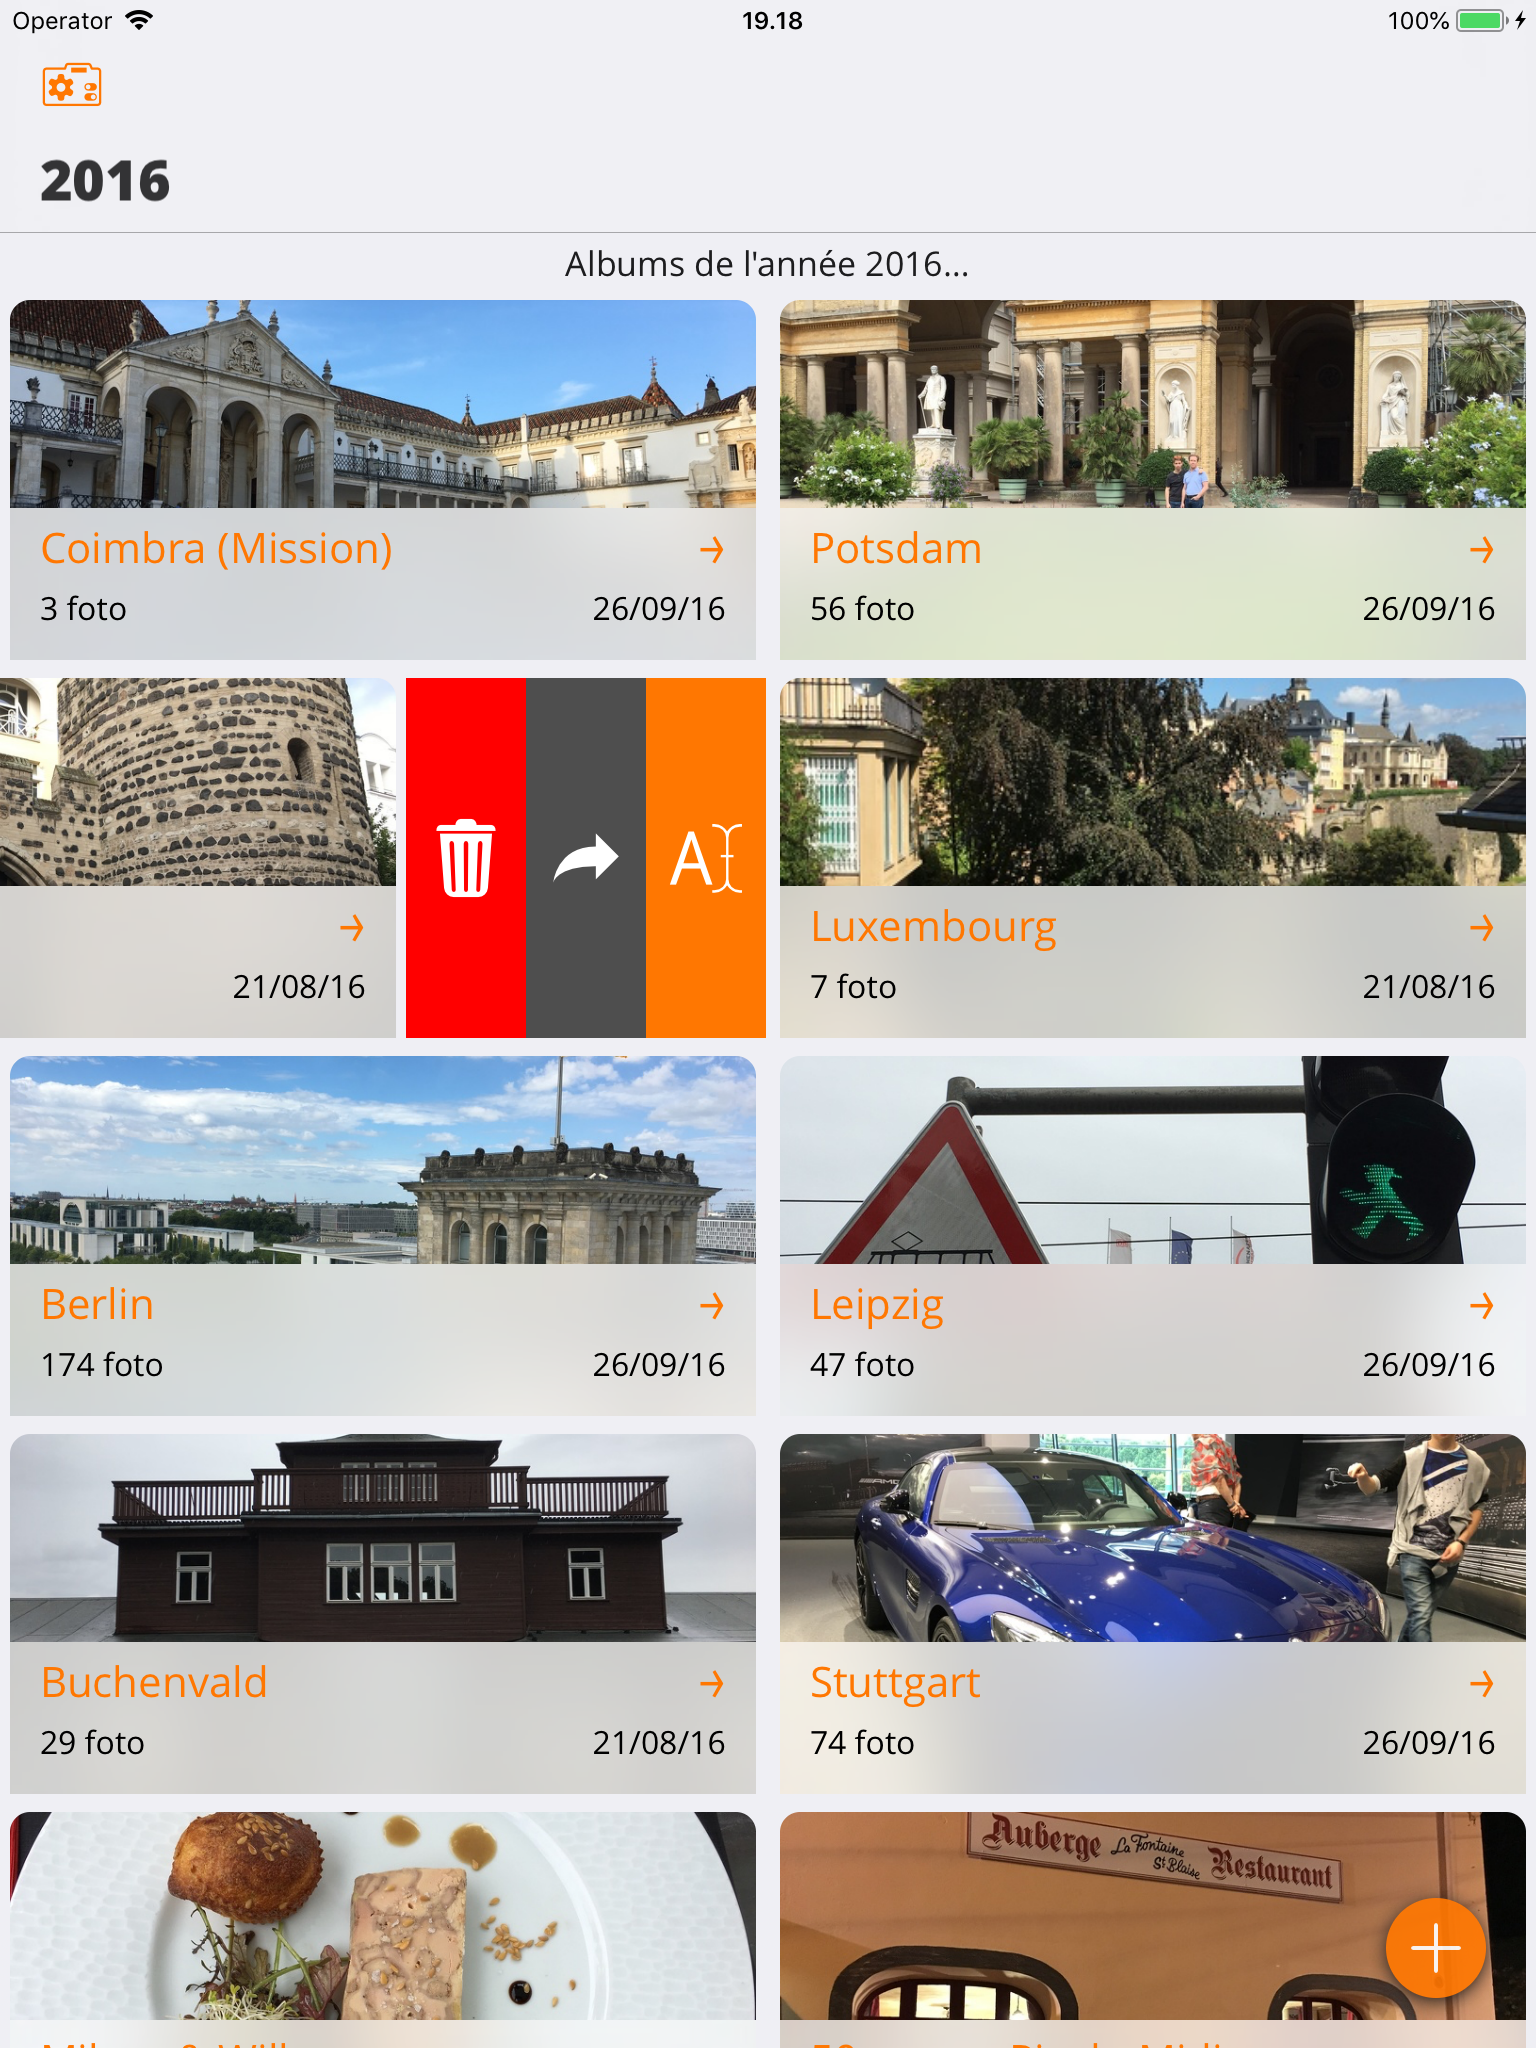 Operator
19.18
100%
2016
Albums de l'année 2016...
Coimbra (Mission)
3 foto
26/09/16
Potsdam
56 foto
26/09/16
21/08/16
Luxembourg
7 foto
21/08/16
Berlin
174 foto
26/09/16
Leipzig
47 foto
26/09/16
Buchenvald
29 foto
21/08/16
Stuttgart
74 foto
26/09/16
Auberge La Fontaine St Blaise Restaurant